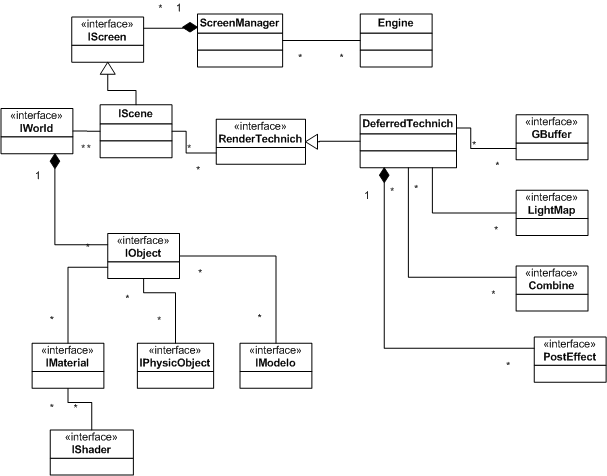 * 1
ScreenManager
Engine
«interface»
IScreen
* *
«interface»
IWorld
IScene
**
«interface»
RenderTechnich
*
*
DeferredTechnich
«interface»
GBuffer
*
*
1
1
*
*
«interface»
LightMap
*
«interface»
IObject
*
*
*
«interface»
Combine
*
*
*
*
«interface»
IMaterial
«interface»
IPhysicObject
«interface»
IModelo
«interface»
PostEffect
*
* *
«interface»
IShader